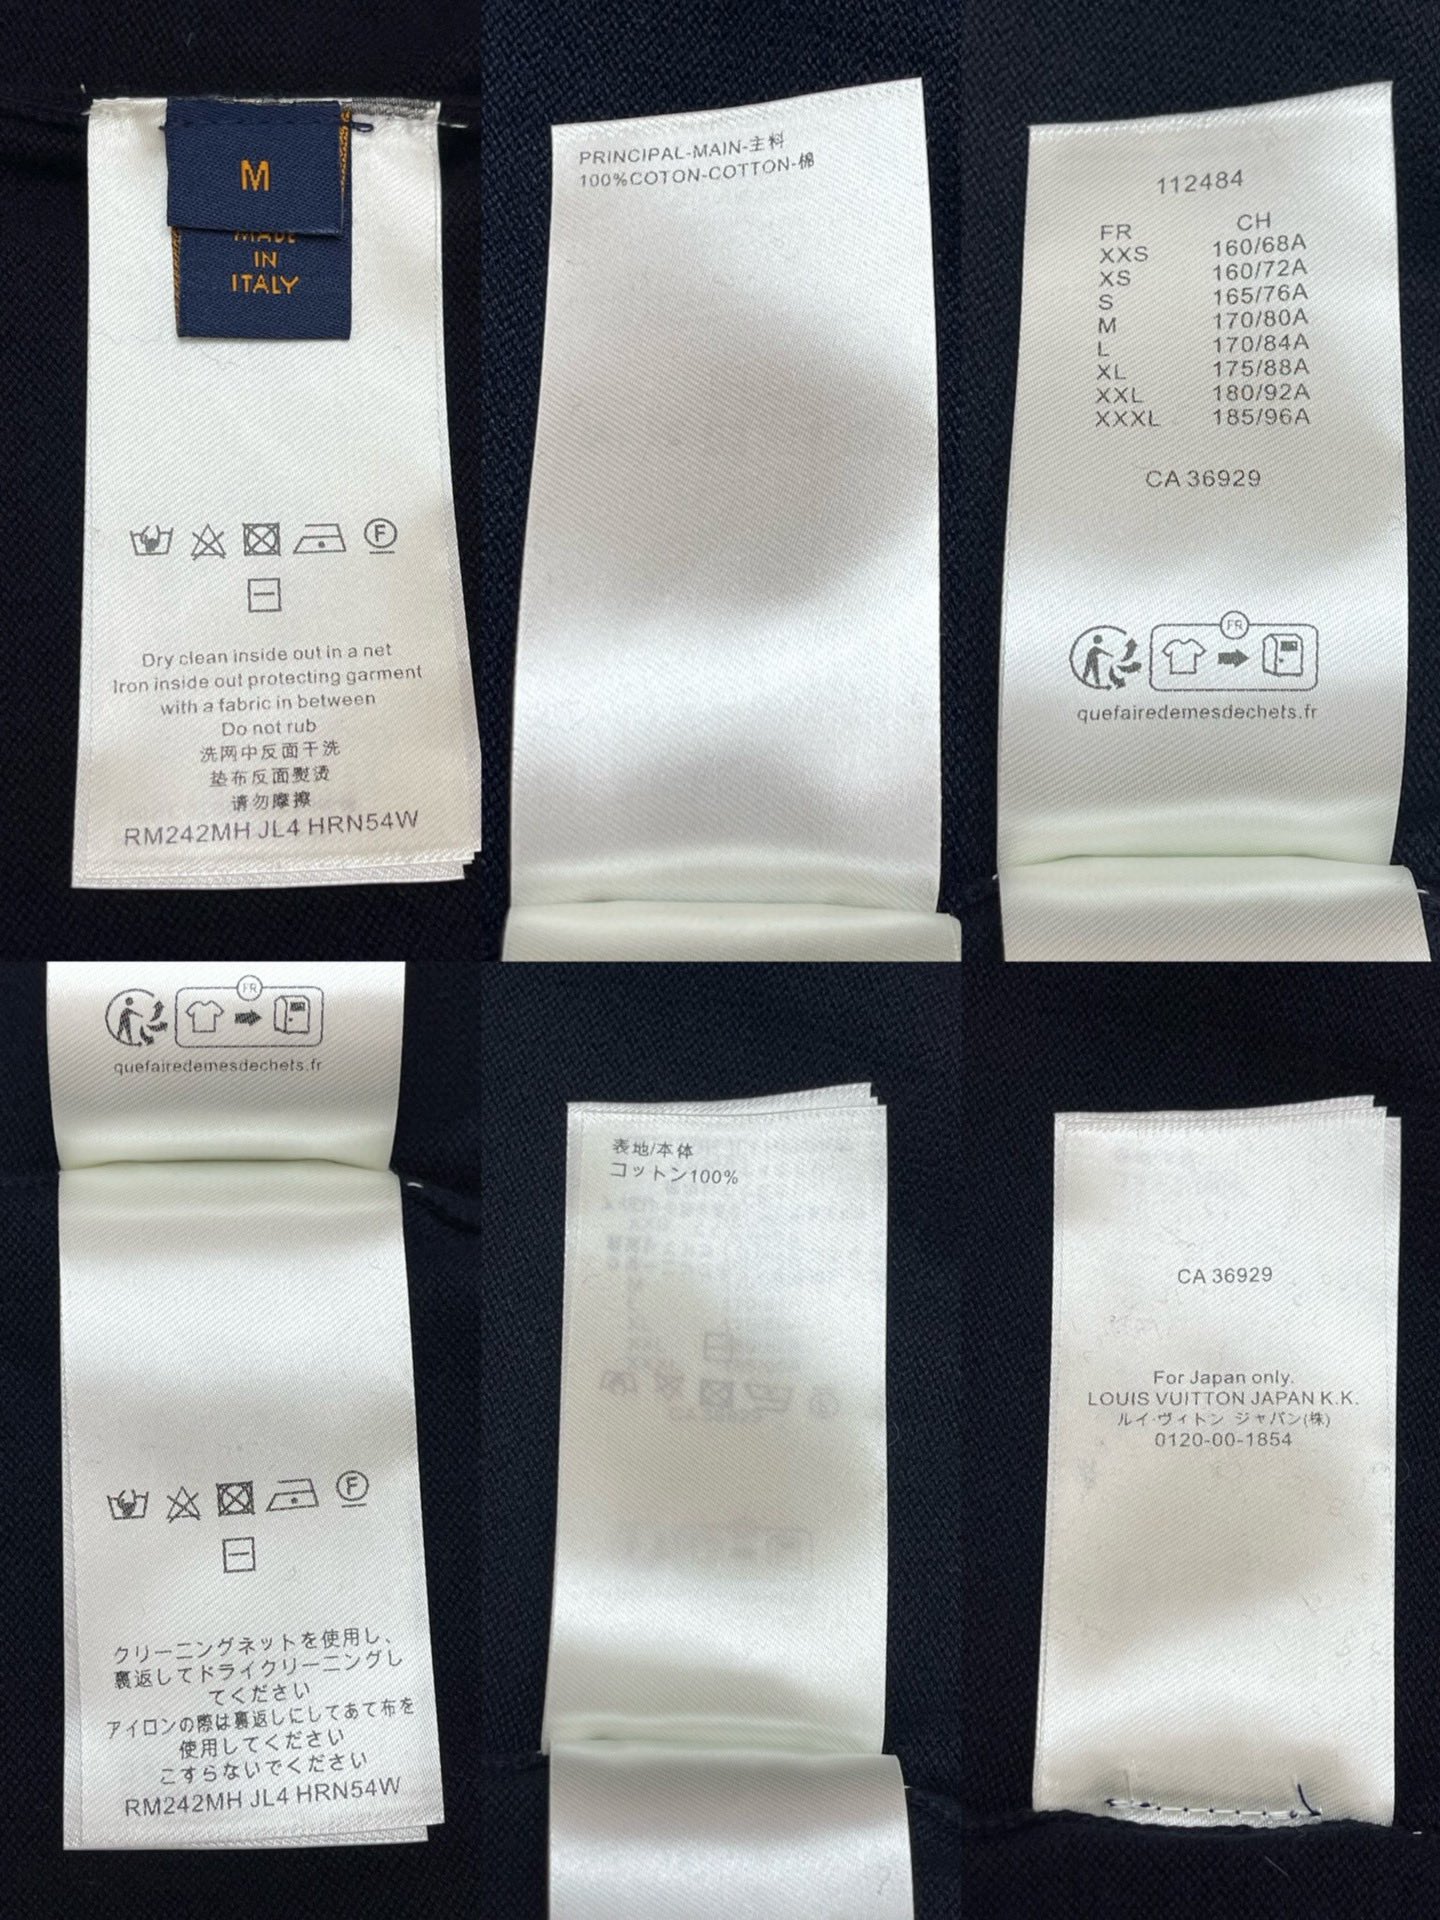 M
MADE
IN
ITALY
F
Dry clean inside out in a net
Iron inside out protecting garment
with a fabric in between
Do not rub
洗网中反面干洗
垫布反面熨烫
请勿摩擦
RM242MH JL4 HRN54W
PRINCIPAL-MAIN-主料
100%COTON-COTTON-棉
112484
FR CH
XXS 160/68A
XS 160/72A
S 165/76A
M 170/80A
L 170/84A
XL 175/88A
XXL 180/92A
XXXL 185/96A
CA 36929
FR
quefairedemesdechets.fr
FR
quefairedemesdechets.fr
F
クリーニングネットを使用し、
裏返してドライクリーニングし
てください
アイロンの際は裏返しにしてあて布を
使用してください
こすらないでください
RM242MH JL4 HRN54W
表地/本体
コットン100%
CA 36929
For Japan only.
LOUIS VUITTON JAPAN K.K.
ルイ·ヴィトン ジャパン(株)
0120-00-1854